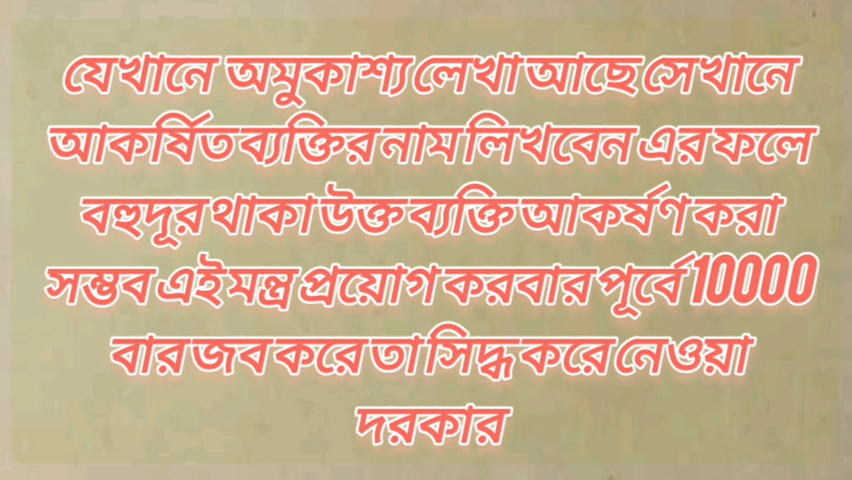 যেখানে অমুকাশ্য লেখা আছে সেখানে
আকর্ষিত ব্যক্তির নাম লিখবেন এর ফলে
বহুদূর থাকা উক্ত ব্যক্তি আকর্ষণ করা
সম্ভব এই মন্ত্র প্রয়োগ করবার পূর্বে 10000
বার জব করে তা সিদ্ধ করে নেওয়া
দরকার